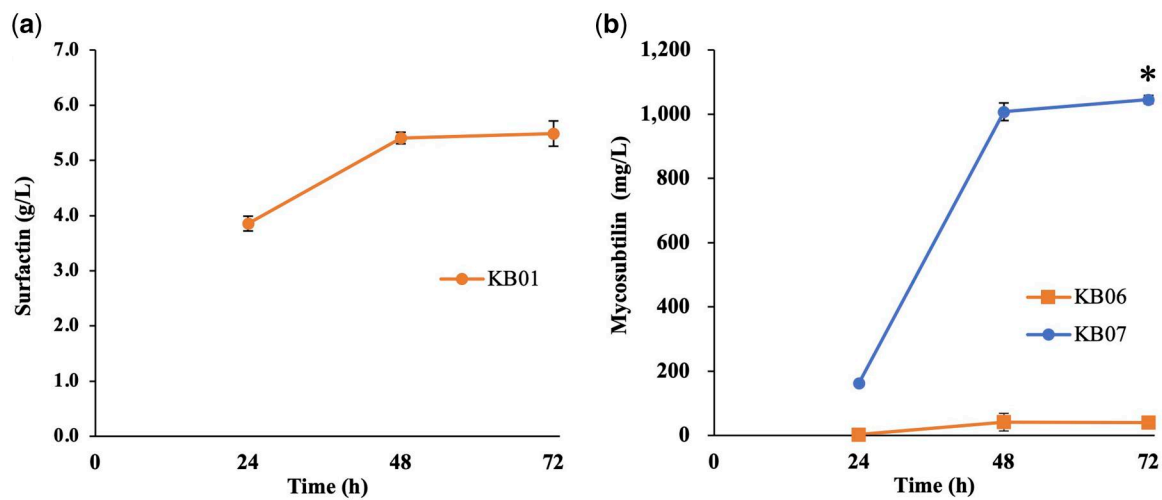 (a)
7.0
6.0
5.0
4.0
3.0
2.0
1.0
0.0
Surfactin (g/L)
KB01
0 24 48 72
Time (h)
(b)
1,200
1,000
800
600
400
200
0
Mycosubtilin (mg/L)
*
KB06
KB07
0 24 48 72
Time (h)